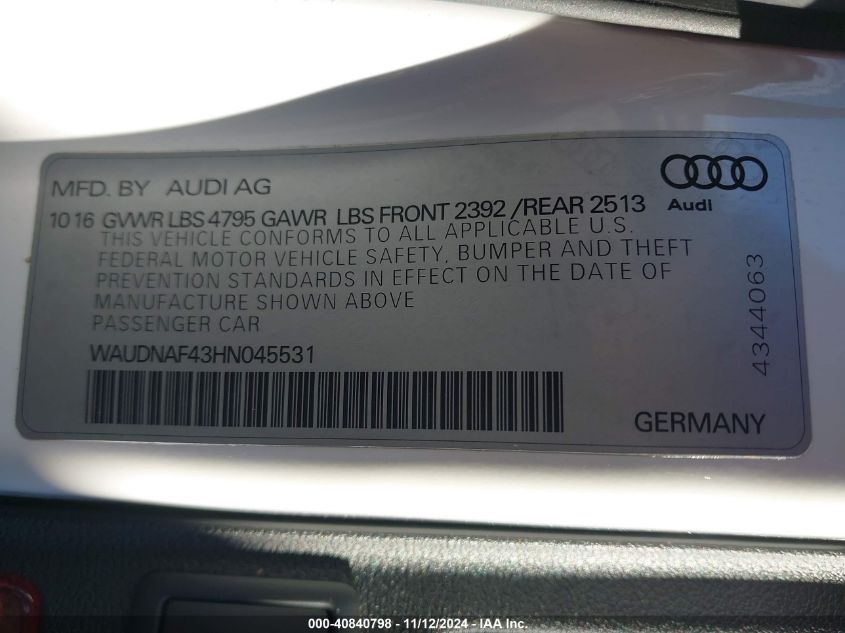 MFD. BY AUDI AG
Audi
10 16 GVWR LBS 4795 GAWR LBS FRONT 2392 /REAR 2513
THIS VEHICLE CONFORMS TO ALL APPLICABLE U.S.
FEDERAL MOTOR VEHICLE SAFETY, BUMPER AND THEFT
PREVENTION STANDARDS IN EFFECT ON THE DATE OF
MANUFACTURE SHOWN ABOVE
PASSENGER CAR
WAUDNAF43HN045531
4344063
GERMANY
000-40840798 - 11/12/2024 - IAA Inc.